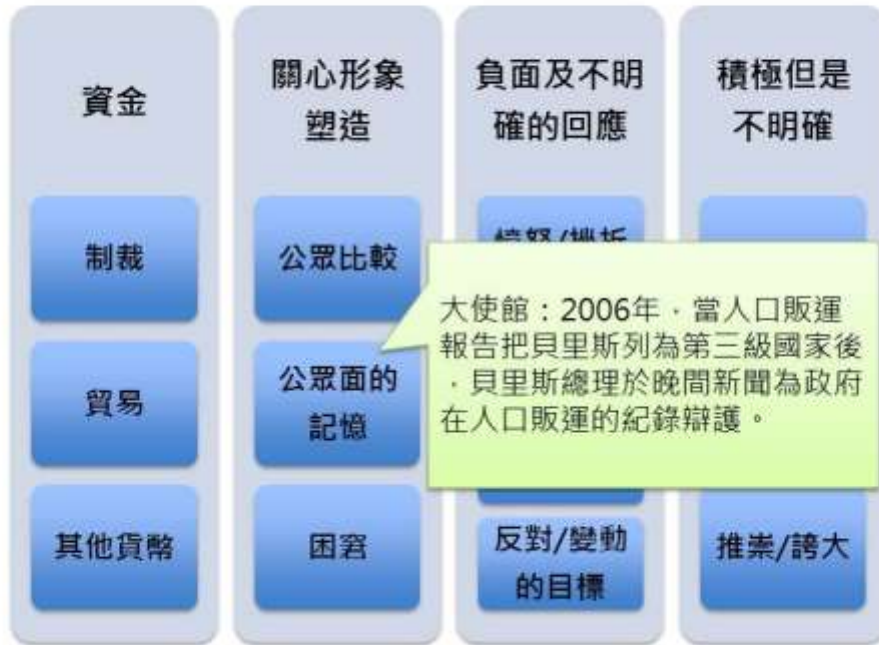 資金
制裁
貿易
其他貨幣
關心形象
塑造
公眾比較
公眾面的
記憶
困窘
負面及不明
確的回應
反對/變動
的目標
積極但是
不明確
推崇/誇大
大使館：2006年，當人口販運
報告把貝里斯列為第三級國家後
，貝里斯總理於晚間新聞為政府
在人口販運的紀錄辯護。